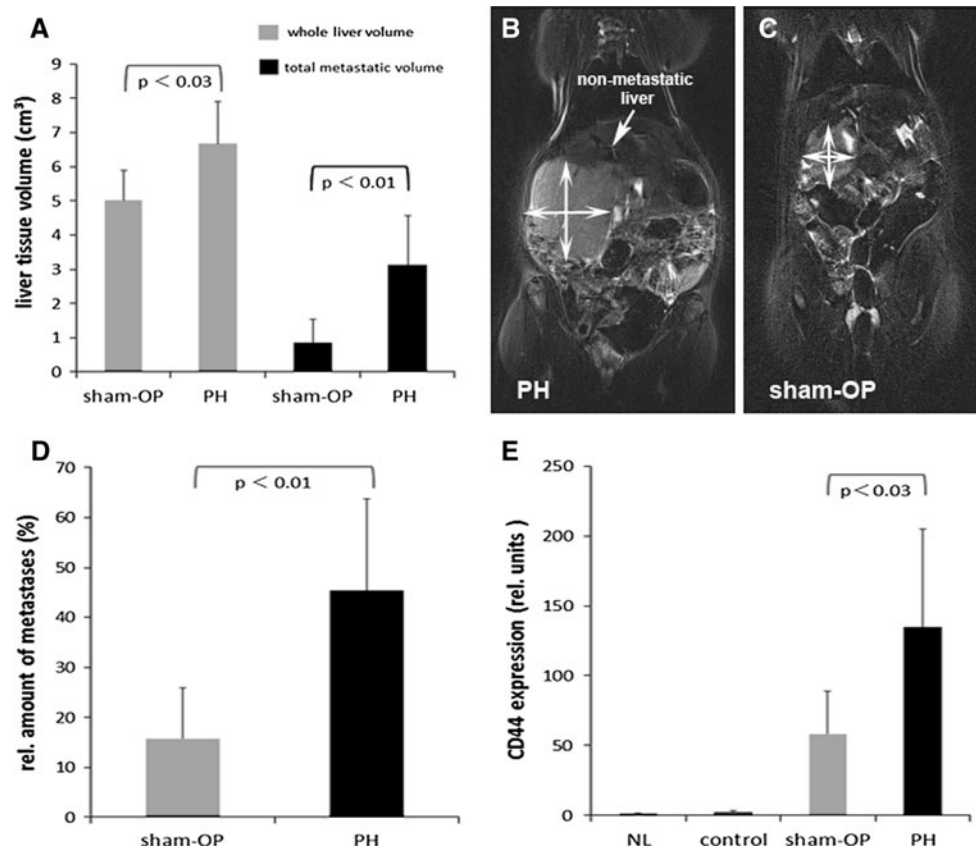 A
whole liver volume
total metastatic volume
liver tissue volume (cm³)
9
8
7
6
5
4
3
2
1
0
p < 0.03
p < 0.01
sham-OP PH sham-OP PH
B
non-metastatic
liver
PH
C
sham-OP
D
rel. amount of metastases (%)
70
60
50
40
30
20
10
0
p < 0.01
sham-OP PH
E
CD44 expression (rel. units )
250
200
150
100
50
0
p < 0.03
NL control sham-OP PH